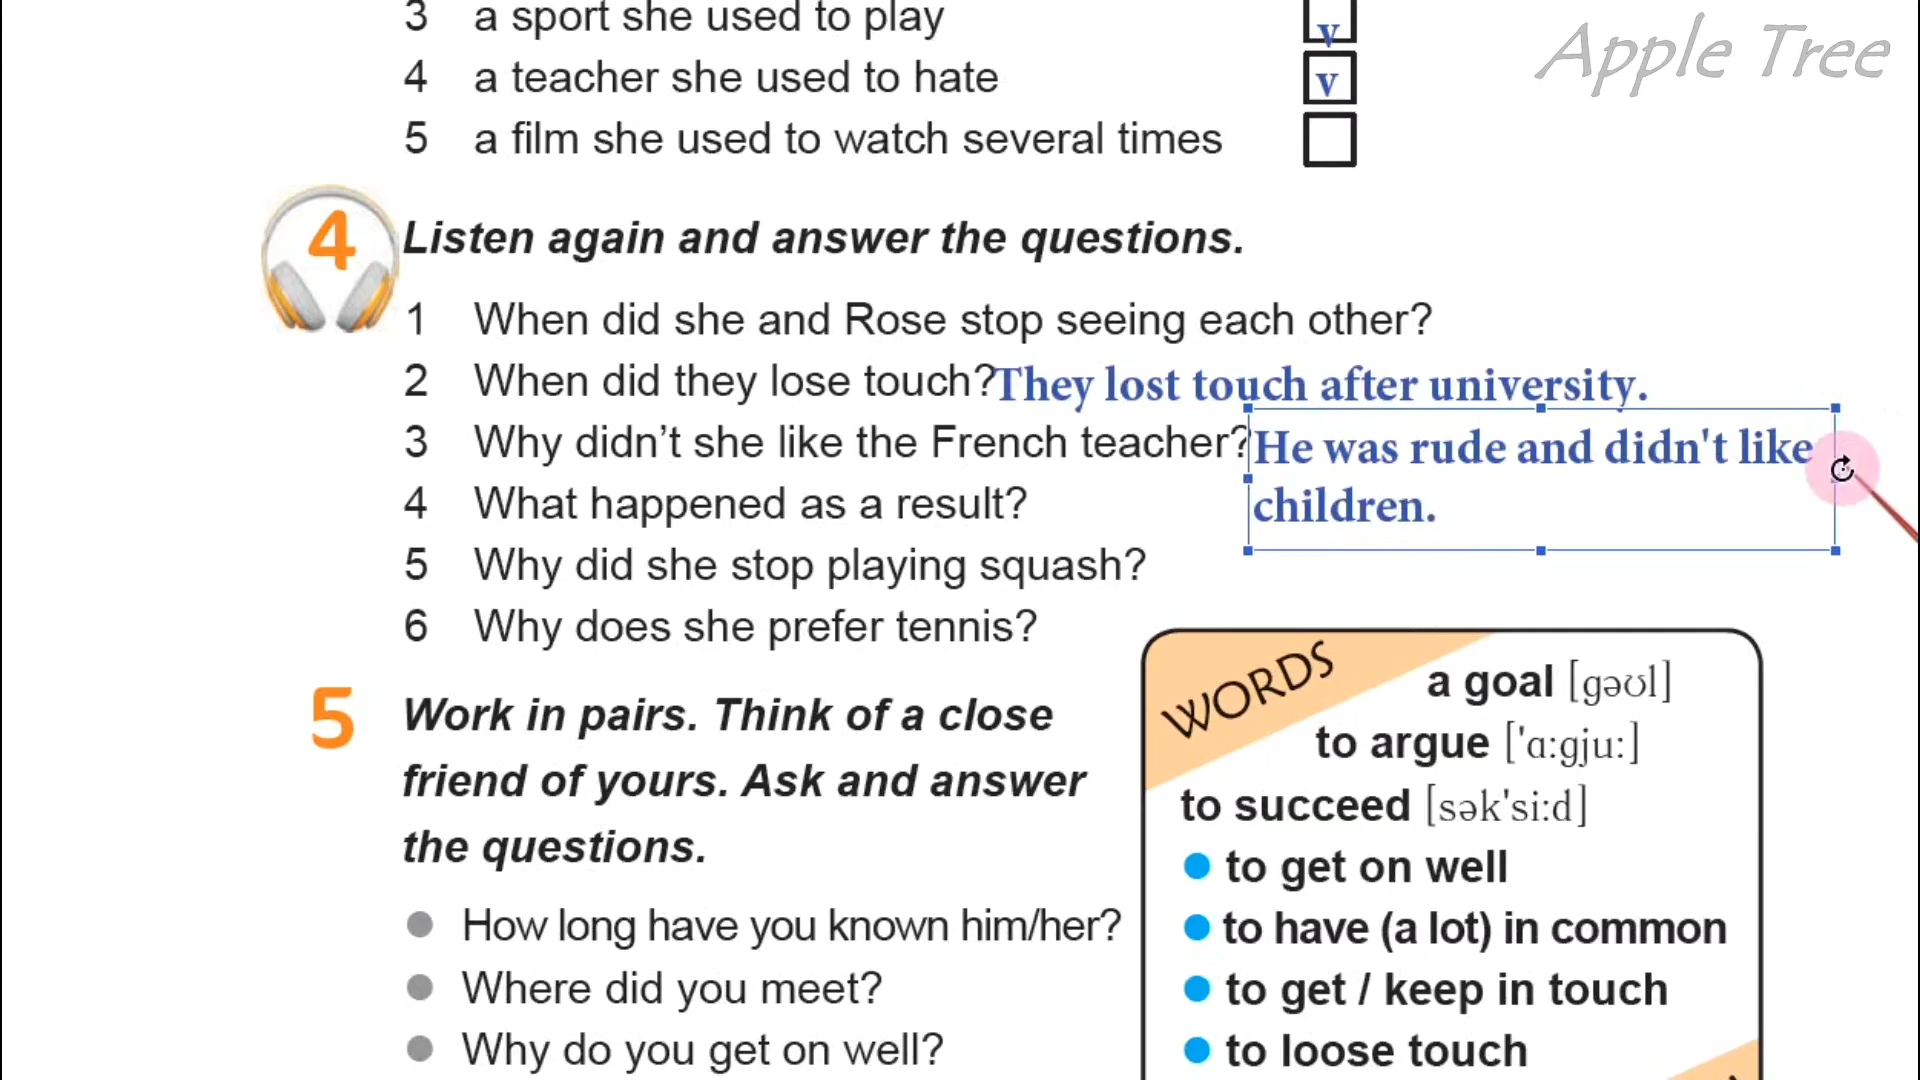 3 a sport she used to play
v
Apple Tree
4 a teacher she used to hate
v
5 a film she used to watch several times
4 Listen again and answer the questions.
1 When did she and Rose stop seeing each other?
2 When did they lose touch? They lost touch after university.
3 Why didn't she like the French teacher? He was rude and didn't like
children.
4 What happened as a result?
5 Why did she stop playing squash?
6 Why does she prefer tennis?
5 Work in pairs. Think of a close
friend of yours. Ask and answer
the questions.
How long have you known him/her?
Where did you meet?
Why do you get on well?
WORDS
a goal [gəʊl]
to argue ['ɑ:gju:]
to succeed [sək'si:d]
to get on well
to have (a lot) in common
to get / keep in touch
to loose touch